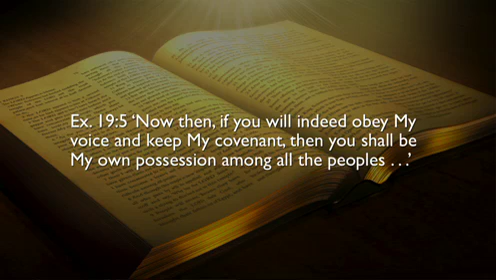 Ex. 19:5 ‘Now then, if you will indeed obey My
voice and keep My covenant, then you shall be
My own possession among all the peoples . . .’